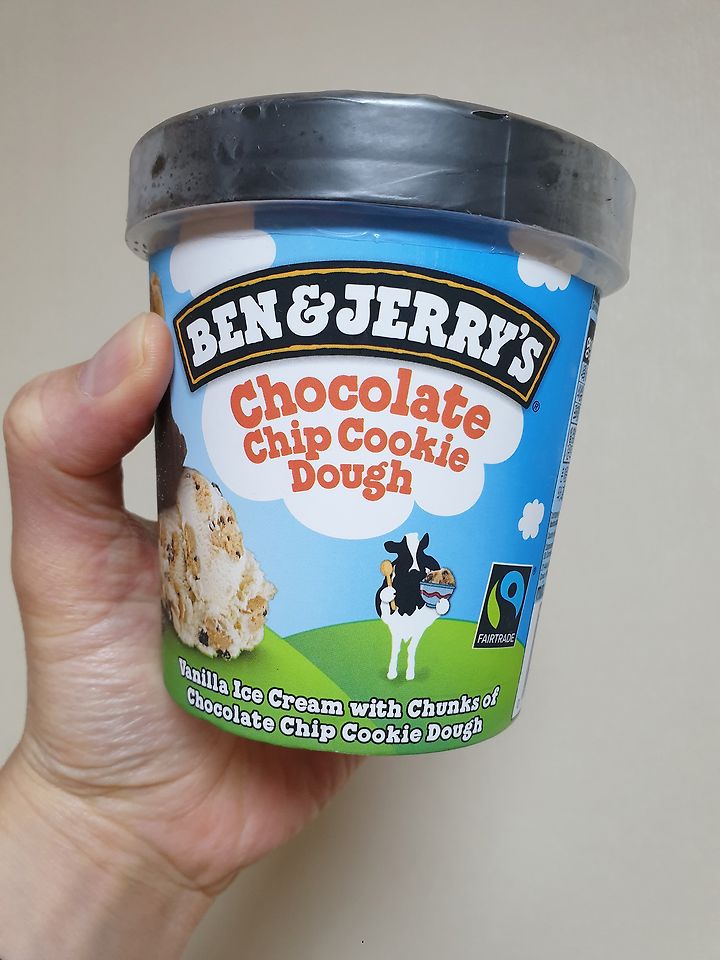 BEN & JERRY'S
®
Chocolate
Chip Cookie
Dough
FAIRTRADE
Vanilla Ice Cream with Chunks of
Chocolate Chip Cookie Dough